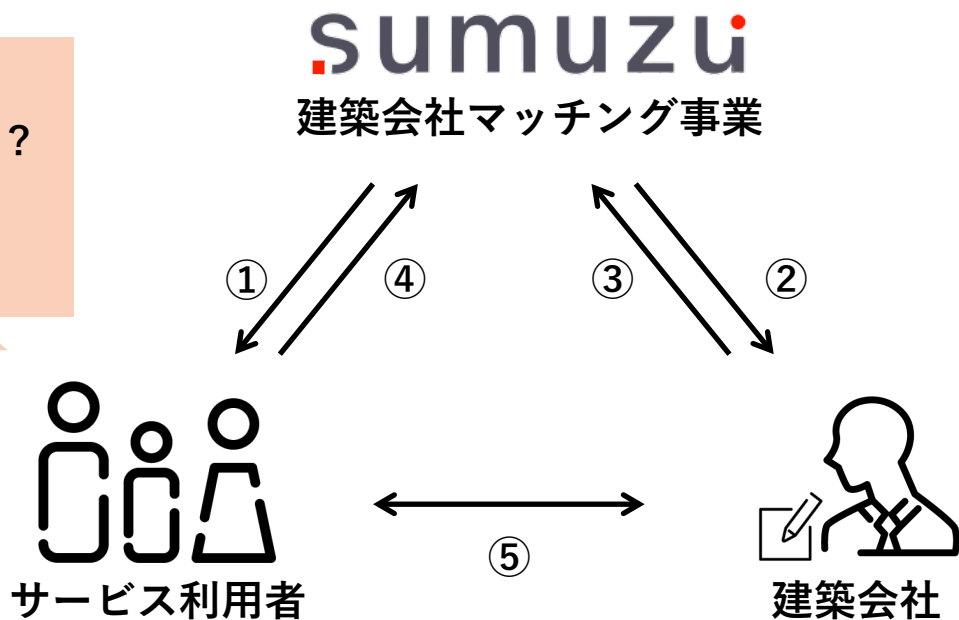 sumuzu
建築会社マッチング事業
？
① ④ ③ ②
⑤
サービス利用者 建築会社